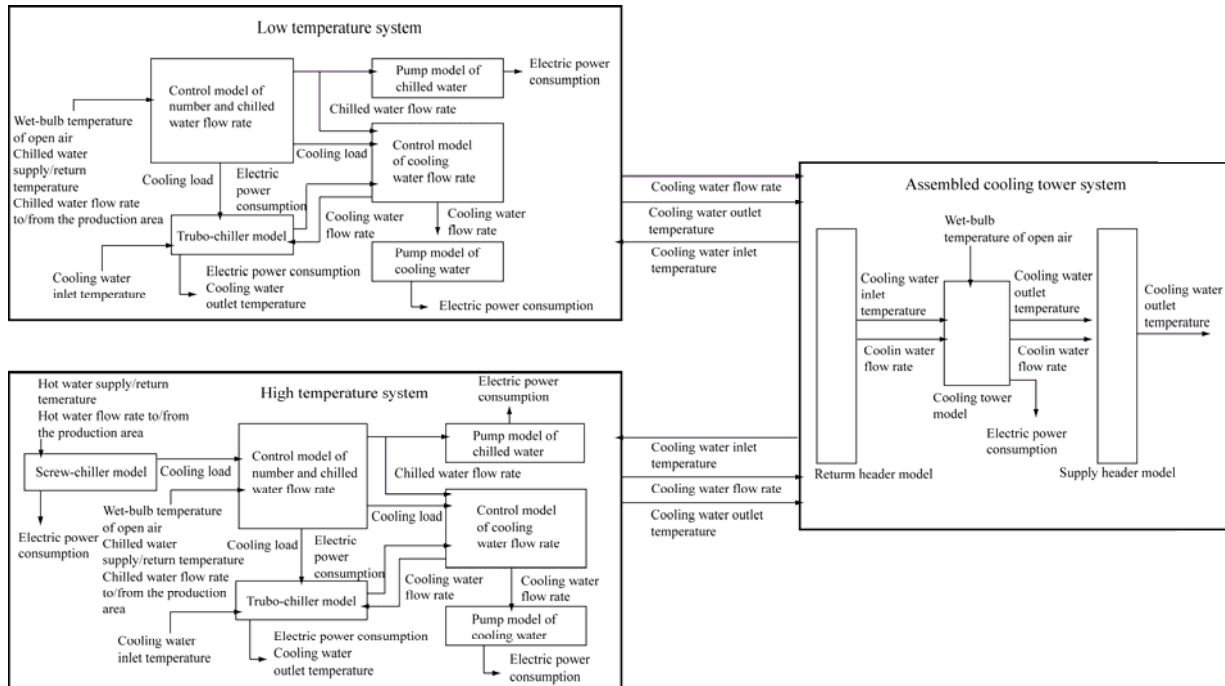 Low temperature system
Pump model of
chilled water
Electric power
consumption
Control model of
number and chilled
water flow rate
Chilled water flow rate
Wet-bulb temperature
of open air
Chilled water
supply/return
temperature
Chilled water flow rate
to/from the production area
Cooling load
Control model
of cooling
water flow rate
Cooling load
Electric
power
consumption
Cooling water
flow rate
Cooling water
flow rate
Trubo-chiller model
Pump model of
cooling water
Cooling water
inlet temperature
Electric power consumption
Cooling water
outlet temperature
Electric power consumption
Cooling water flow rate
Cooling water outlet
temperature
Cooling water inlet
temperature
Assembled cooling tower system
Wet-bulb
temperature of open air
Cooling water
inlet
temperature
Coolin water
flow rate
Cooling water
outlet
temperature
Coolin water
flow rate
Cooling water
outlet
temperature
Cooling tower
model
Electric power
consumption
Return header model
Supply header model
High temperature system
Hot water supply/return
temerature
Hot water flow rate to/from
the production area
Electric power
consumption
Screw-chiller model
Cooling load
Control model of
number and chilled
water flow rate
Pump model of
chilled water
Chilled water flow rate
Electric power
consumption
Wet-bulb temperature
of open air
Chilled water
supply/return temperature
Chilled water flow rate
to/from the production
area
Cooling load
Control model
of cooling
water flow rate
Cooling load
Electric
power
consumption
Cooling water
flow rate
Cooling water
flow rate
Trubo-chiller model
Pump model of
cooling water
Cooling water
inlet temperature
Electric power consumption
Cooling water
outlet temperature
Electric power
consumption
Cooling water inlet
temperature
Cooling water flow rate
Cooling water outlet
temperature